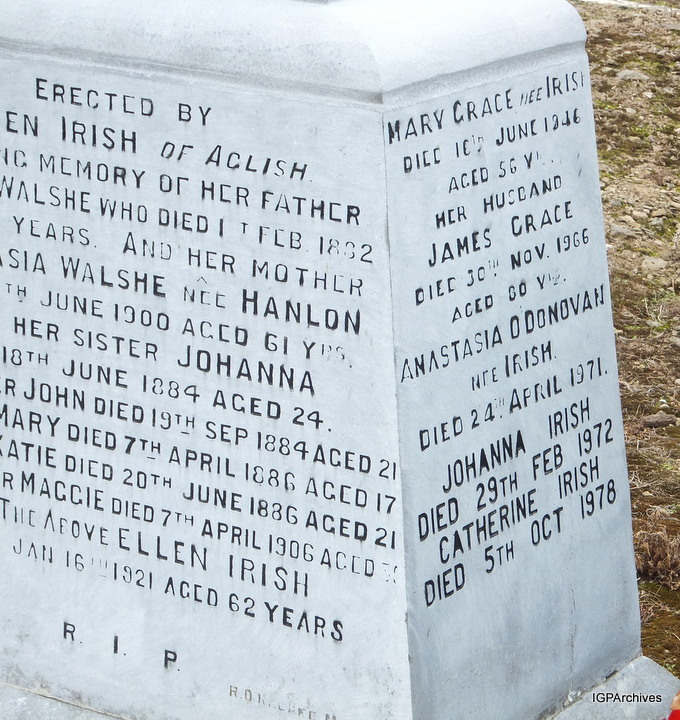 ERECTED BY
EN IRISH OF AGLISH.
NG MEMORY OF HER FATHER
WALSHE WHO DIED 1ST FEB. 1882
YEARS. AND HER MOTHER
ASIA WALSHE NÊE HANLON
TH JUNE 1900 AGED 61 YRS.
HER SISTER JOHANNA
18TH JUNE 1884 AGED 24.
ER JOHN DIED 19TH SEP 1884 AGED 21
MARY DIED 7TH APRIL 1886 AGED 17
KATIE DIED 20TH JUNE 1886 AGED 21
R MAGGIE DIED 7TH APRIL 1906 AGED
THE ABOVE ELLEN IRISH
JAN 16TH 1921 AGED 62 YEARS
R. I. P.
MARY GRACE NEE IRISH
DIED 16TH JUNE 1946
AGED 56 YRS.
HER HUSBAND
JAMES GRACE
DIED 30TH NOV. 1966
AGED 80 YRS.
ANASTASIA O'DONOVAN
NEE IRISH.
DIED 24TH APRIL 1971.
JOHANNA IRISH
DIED 29TH FEB 1972
CATHERINE IRISH
DIED 5TH OCT 1978
IGPArchives